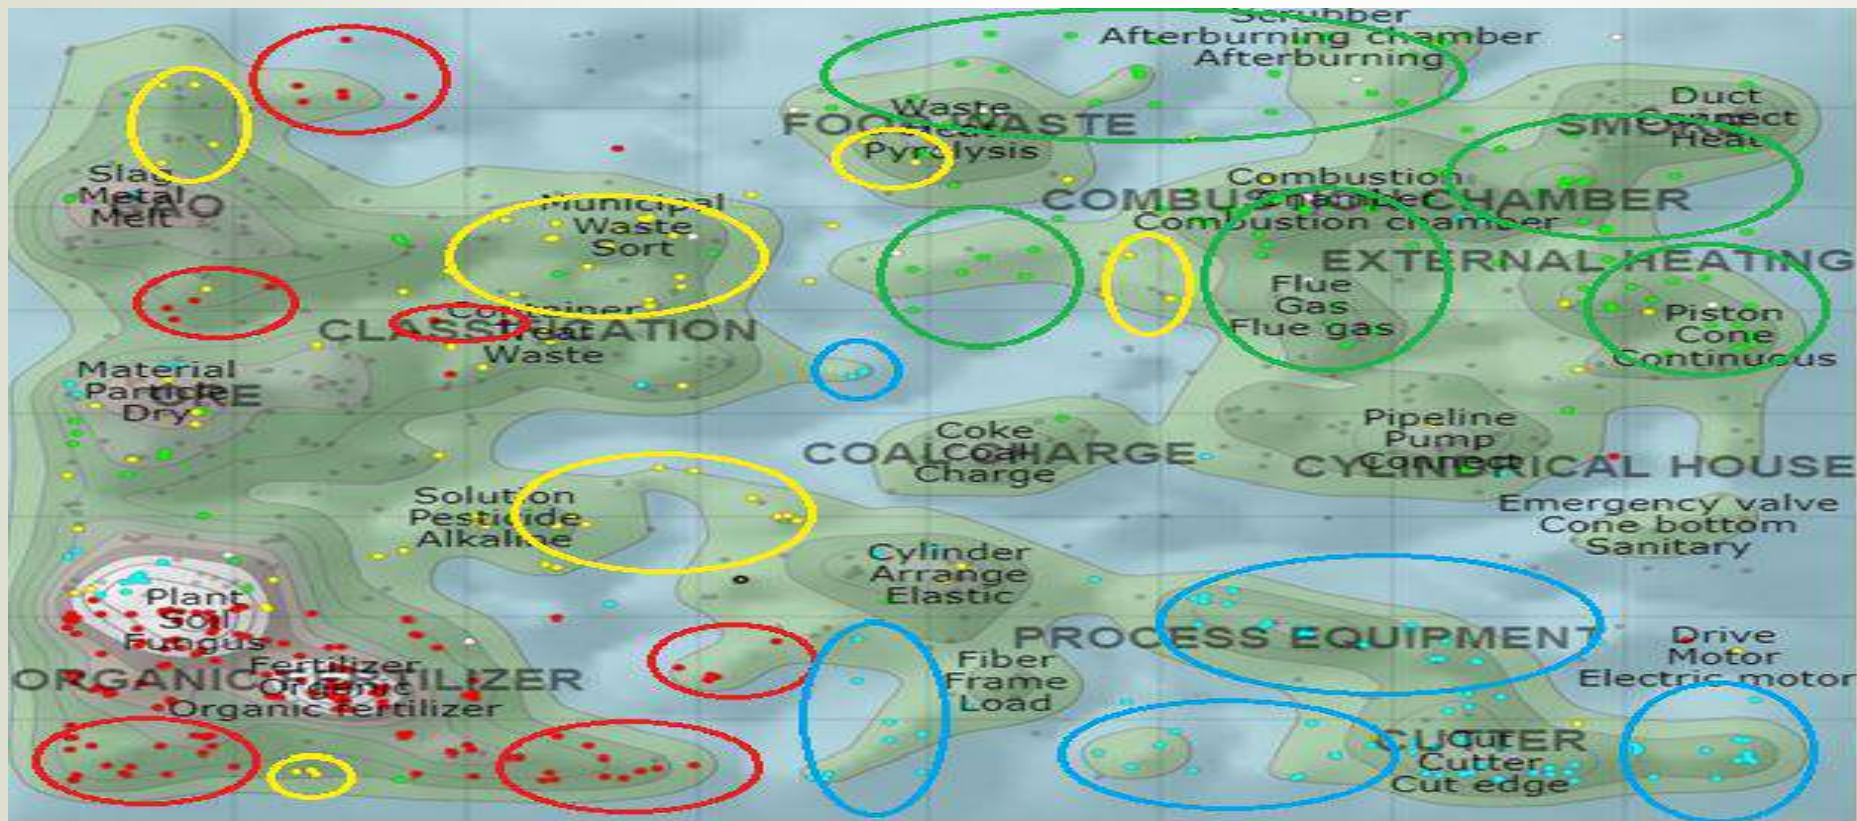 Scrubber
Afterburning chamber
Afterburning
Waste
FOOD WASTE
Pyrolysis
Duct
Connect
Heat
Slag
Metal
Melt
Municipal
Waste
Sort
Combustion
COMBUSTION CHAMBER
Combustion chamber
EXTERNAL HEATING
Flue
Gas
Flue gas
Piston
Cone
Continuous
Container
CLASSIFICATION
Waste
Material
Particle
Dry
Pipeline
Pump
Connect
Coke
Coal
COAL CHARGE
Charge
CYLINDRICAL HOUSE
Solution
Pesticide
Alkaline
Emergency valve
Cone bottom
Sanitary
Cylinder
Arrange
Elastic
Plant
Soil
Fungus
PROCESS EQUIPMENT
Drive
Motor
Electric motor
Fertilizer
Organic
ORGANIC FERTILIZER
Organic fertilizer
Fiber
Frame
Load
CUTTER
Cut
Cutter
Cut edge